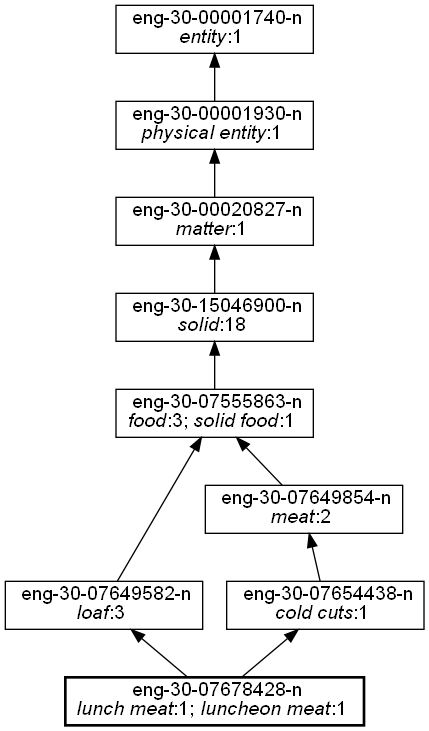 eng-30-00001740-n
entity:1
eng-30-00001930-n
physical entity:1
eng-30-00020827-n
matter:1
eng-30-15046900-n
solid:18
eng-30-07555863-n
food:3; solid food:1
eng-30-07649854-n
meat:2
eng-30-07649582-n
loaf:3
eng-30-07654438-n
cold cuts:1
eng-30-07678428-n
lunch meat:1; luncheon meat:1